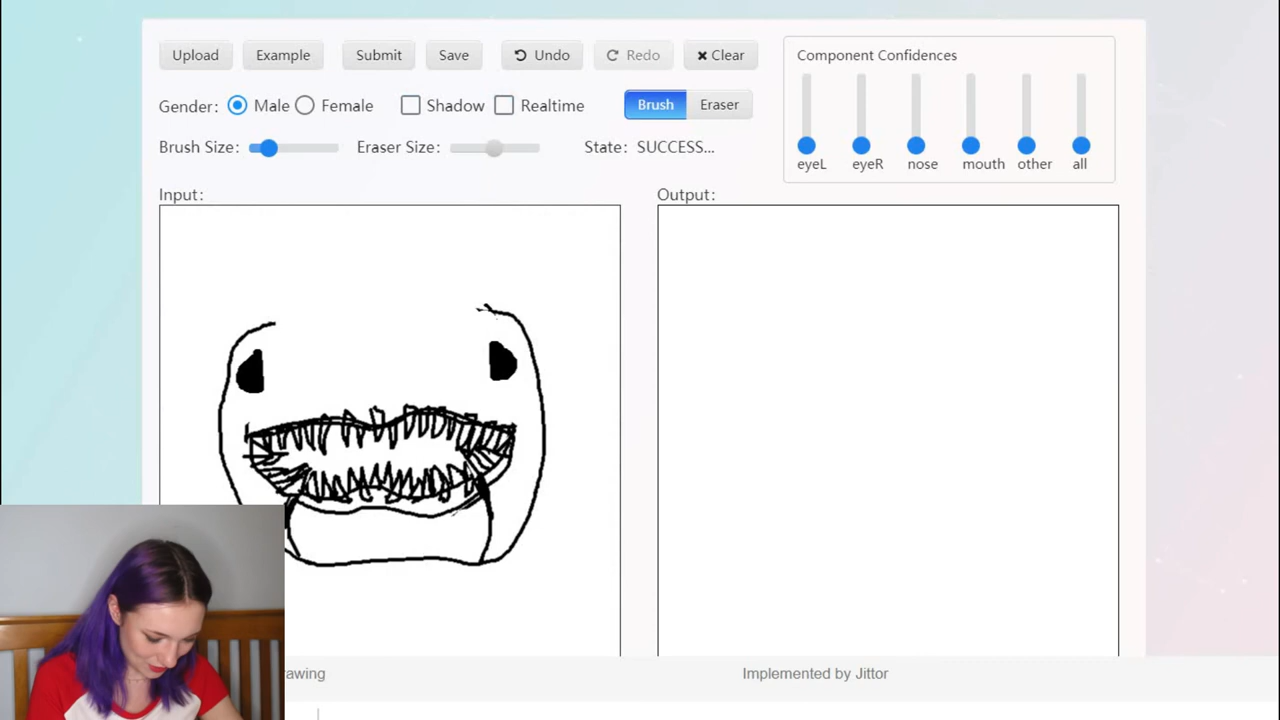 Upload Example Submit Save Undo Redo Clear
Component Confidences
Gender: Male Female Shadow Realtime Brush Eraser
Brush Size: Eraser Size: State: SUCCESS...
eyeL eyeR nose mouth other all
Input: Output:
rawing Implemented by Jittor